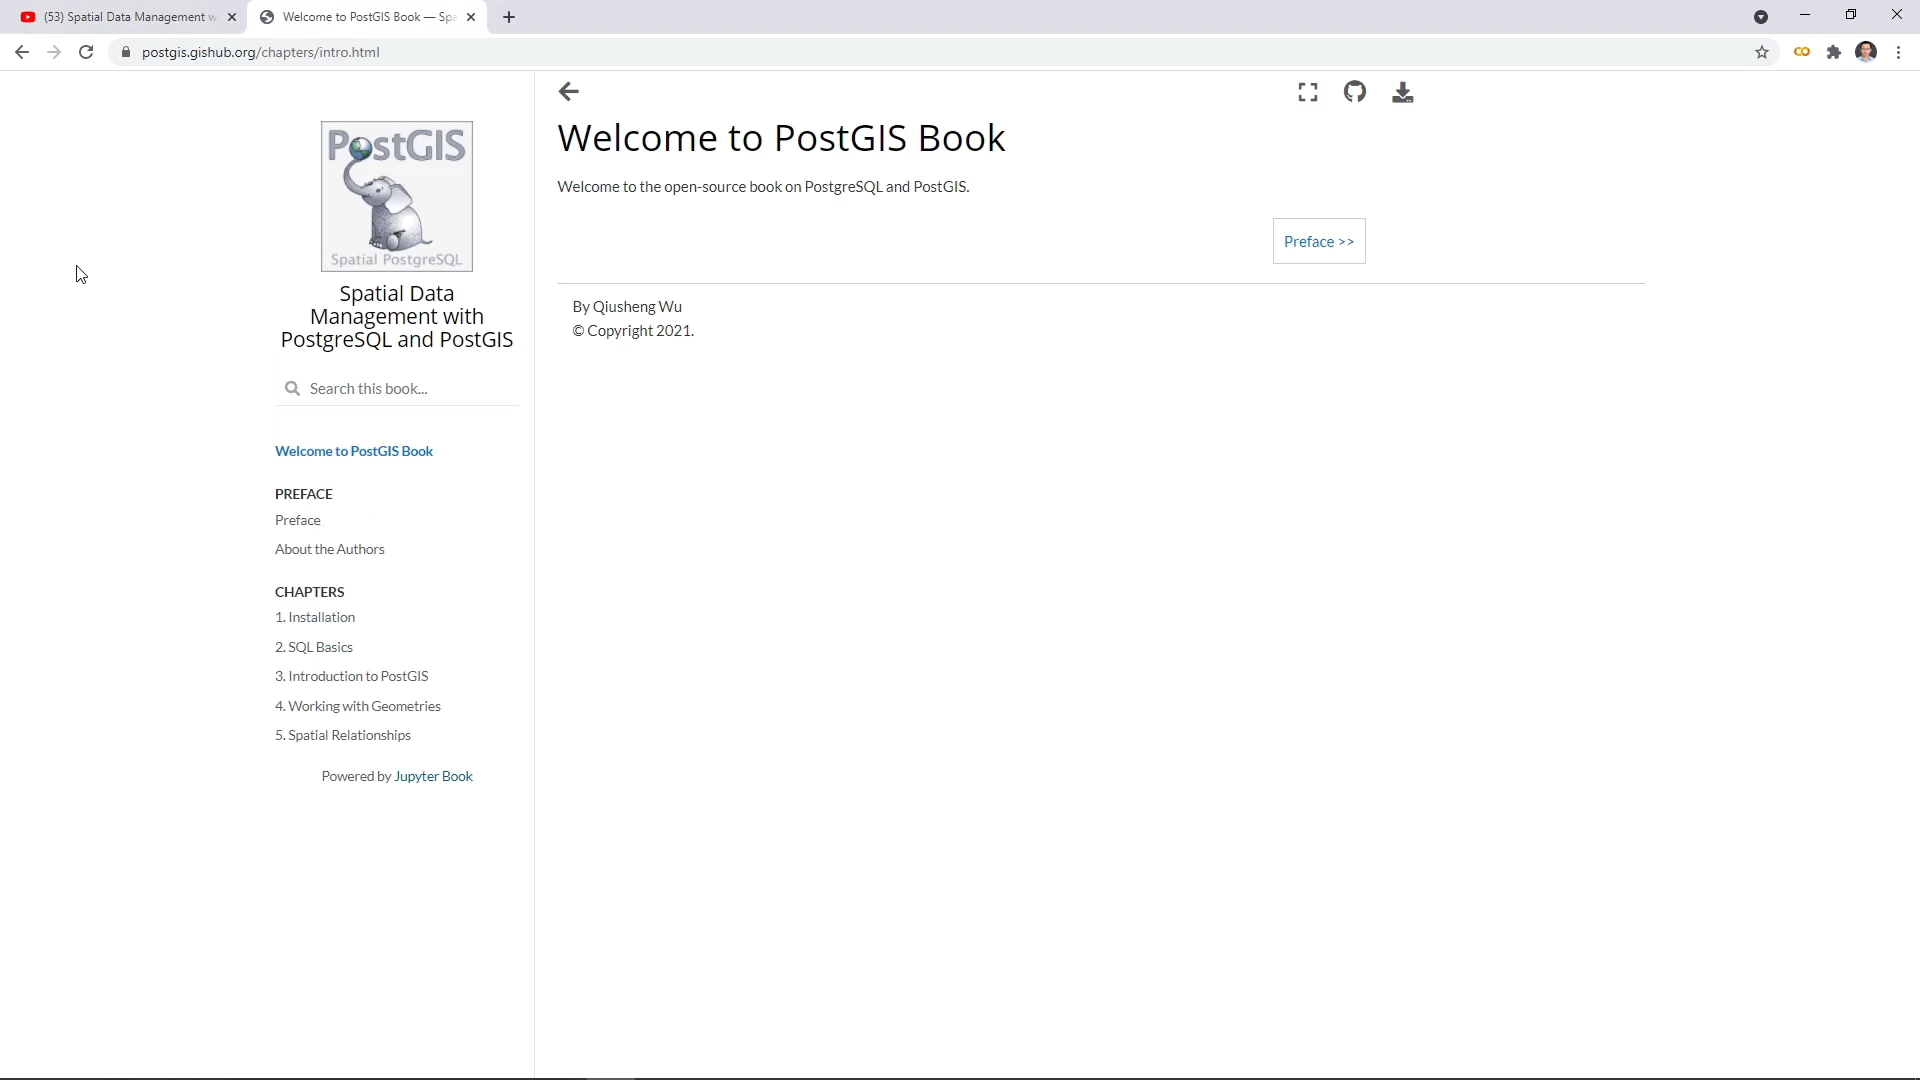 (53) Spatial Data Management w
Welcome to PostGIS Book — Spa
postgis.gishub.org/chapters/intro.html
PostGIS
Spatial PostgreSQL
Spatial Data
Management with
PostgreSQL and PostGIS
Search this book...
Welcome to PostGIS Book
PREFACE
Preface
About the Authors
CHAPTERS
1. Installation
2. SQL Basics
3. Introduction to PostGIS
4. Working with Geometries
5. Spatial Relationships
Powered by Jupyter Book
Welcome to PostGIS Book
Welcome to the open-source book on PostgreSQL and PostGIS.
Preface >>
By Qiusheng Wu
© Copyright 2021.